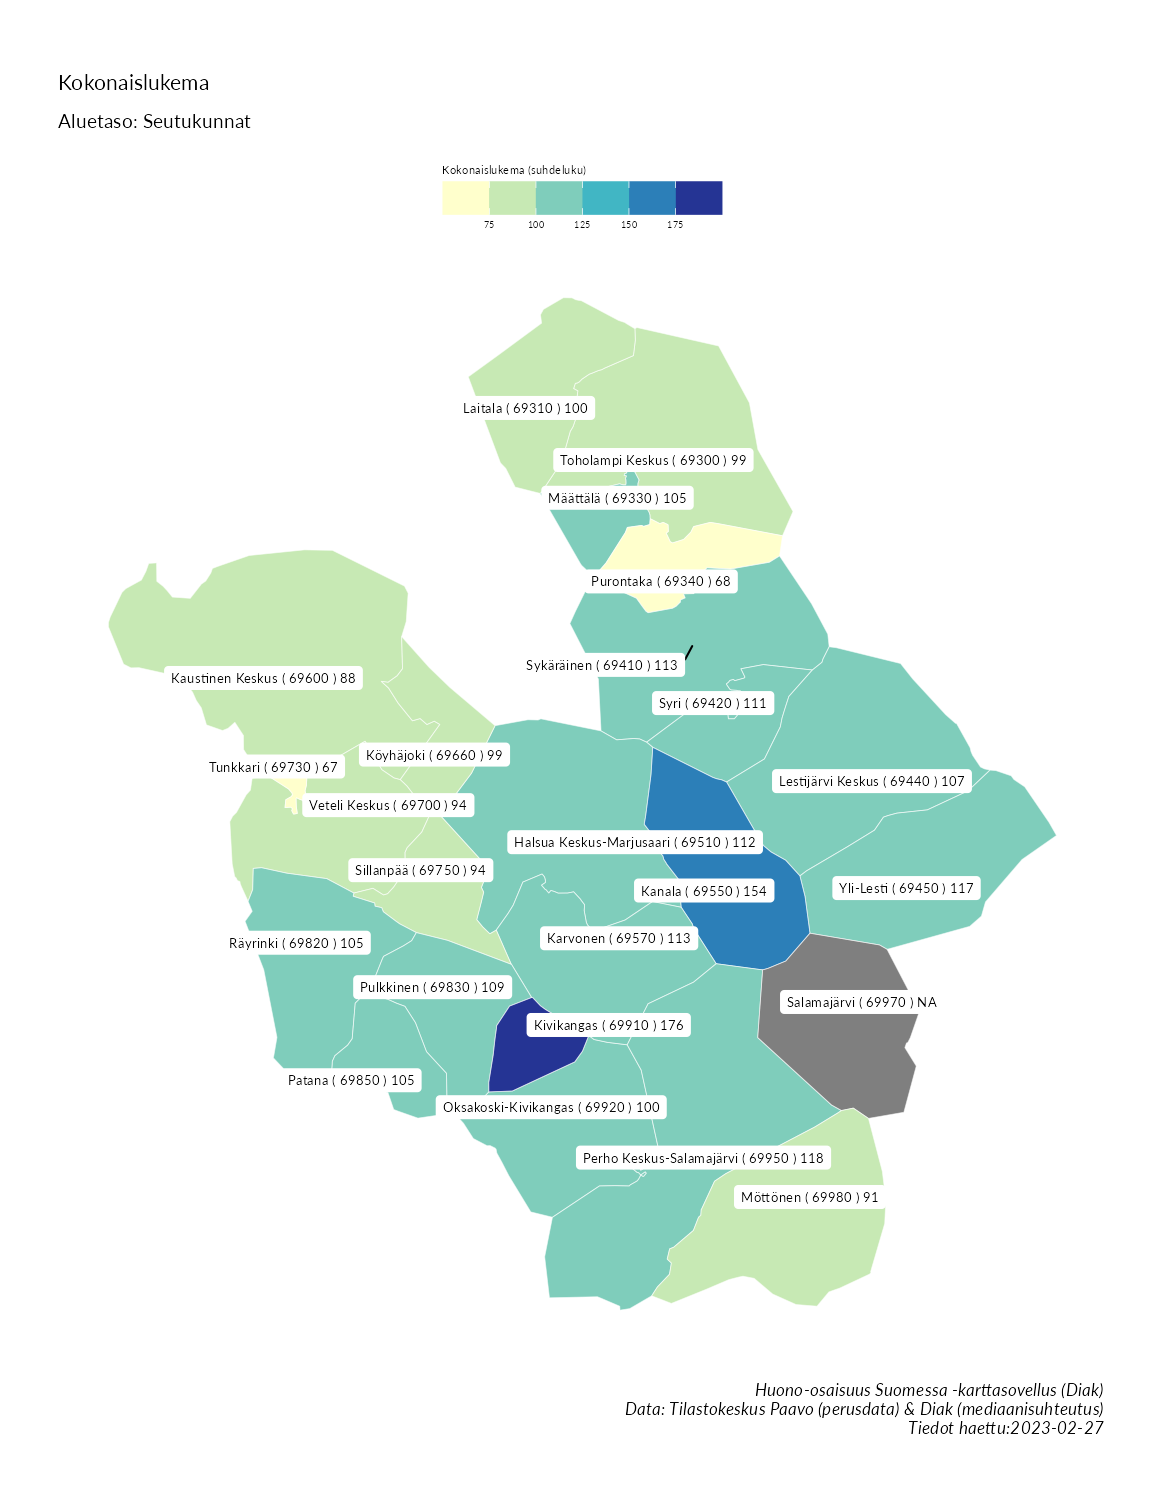 Kokonaislukema
Aluetaso: Seutukunnat
Kokonaislukema (suhdeluku)
75 100 125 150 175
Laitala ( 69310 ) 100
Toholampi Keskus ( 69300 ) 99
Määttälä ( 69330 ) 105
Purontaka ( 69340 ) 68
Sykäräinen ( 69410 ) 113
Kaustinen Keskus ( 69600 ) 88
Syri ( 69420 ) 111
Köyhäjoki ( 69660 ) 99
Tunkkari ( 69730 ) 67
Lestijärvi Keskus ( 69440 ) 107
Veteli Keskus ( 69700 ) 94
Halsua Keskus-Marjusaari ( 69510 ) 112
Sillanpää ( 69750 ) 94
Kanala ( 69550 ) 154
Yli-Lesti ( 69450 ) 117
Räyrinki ( 69820 ) 105
Karvonen ( 69570 ) 113
Pulkkinen ( 69830 ) 109
Salamajärvi ( 69970 ) NA
Kivikangas ( 69910 ) 176
Patana ( 69850 ) 105
Oksakoski-Kivikangas ( 69920 ) 100
Perho Keskus-Salamajärvi ( 69950 ) 118
Möttönen ( 69980 ) 91
Huono-osaisuus Suomessa -karttasovellus (Diak)
Data: Tilastokeskus Paavo (perusdata) & Diak (mediaanisuhteutus)
Tiedot haettu:2023-02-27